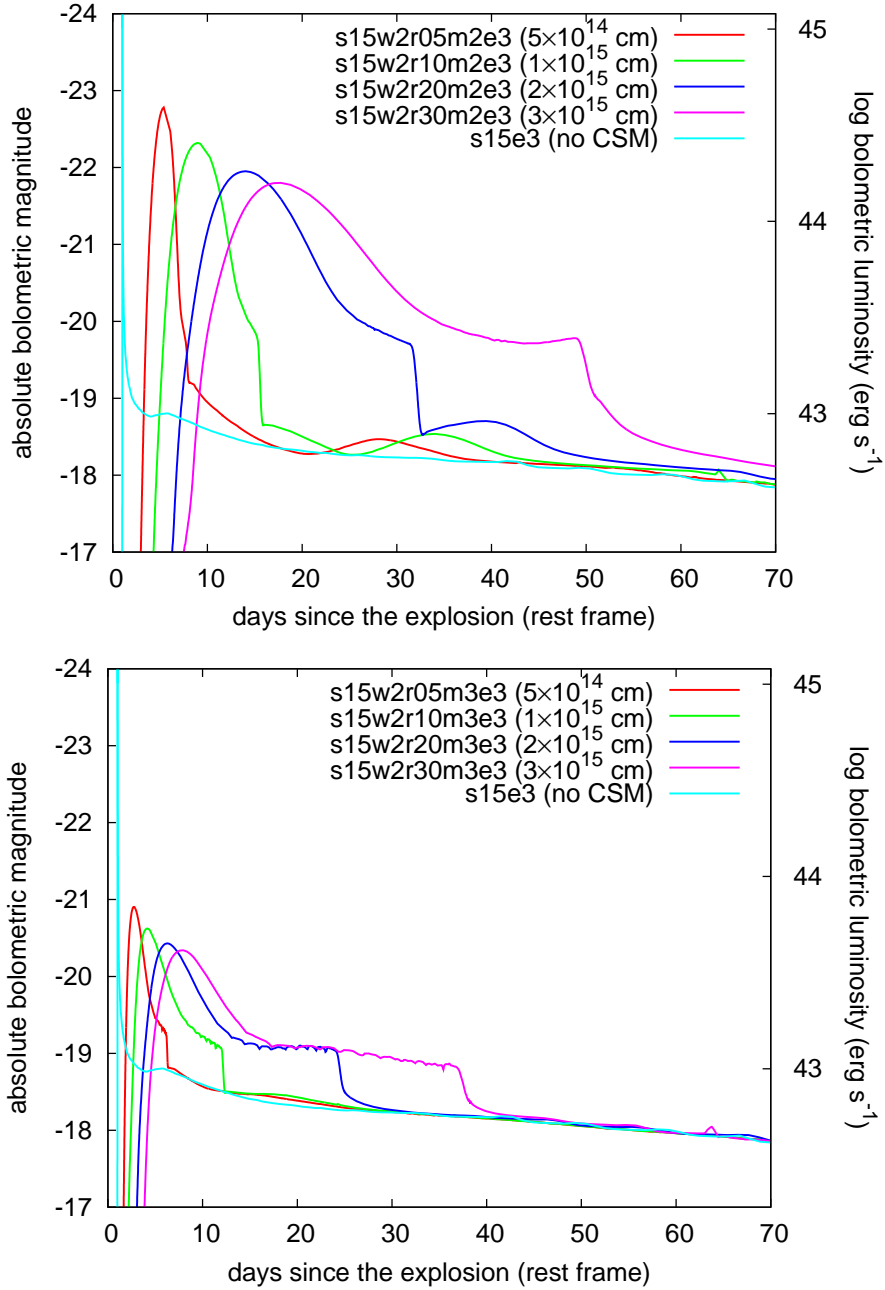 -24
-23
-22
-21
-20
-19
-18
-17
absolute bolometric magnitude
s15w2r05m2e3 (5×10^14 cm)
s15w2r10m2e3 (1×10^15 cm)
s15w2r20m2e3 (2×10^15 cm)
s15w2r30m2e3 (3×10^15 cm)
s15e3 (no CSM)
45
44
43
log bolometric luminosity (erg s^-1)
0 10 20 30 40 50 60 70
days since the explosion (rest frame)
-24
-23
-22
-21
-20
-19
-18
-17
absolute bolometric magnitude
s15w2r05m3e3 (5×10^14 cm)
s15w2r10m3e3 (1×10^15 cm)
s15w2r20m3e3 (2×10^15 cm)
s15w2r30m3e3 (3×10^15 cm)
s15e3 (no CSM)
45
44
43
log bolometric luminosity (erg s^-1)
0 10 20 30 40 50 60 70
days since the explosion (rest frame)